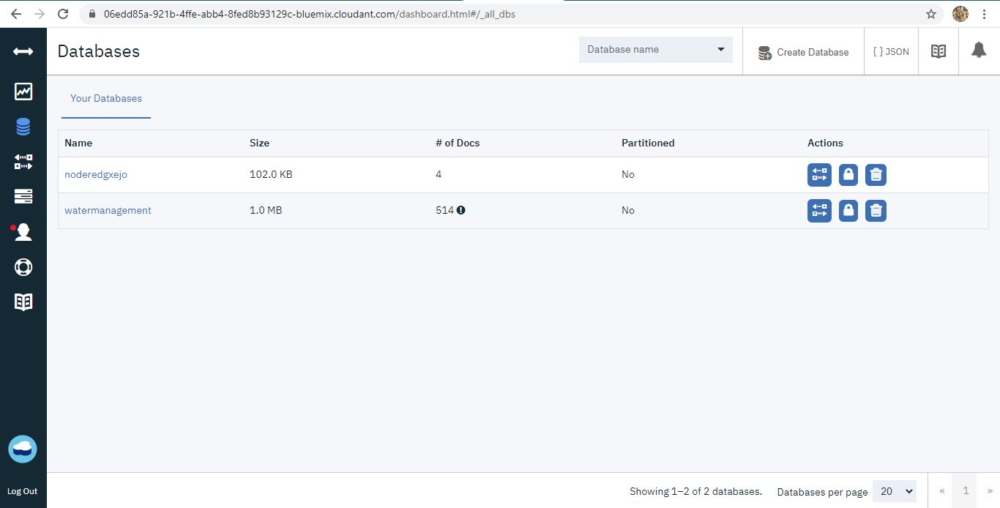 06edd85a-921b-4ffe-abb4-8fed8b93129c-bluemix.cloudant.com/dashboard.html#/_all_dbs
Databases
Database name
Create Database
{ } JSON
Your Databases
Name Size # of Docs Partitioned Actions
noderedgxejo 102.0 KB 4 No
watermanagement 1.0 MB 514 No
Log Out
Showing 1–2 of 2 databases. Databases per page 20 « 1 »